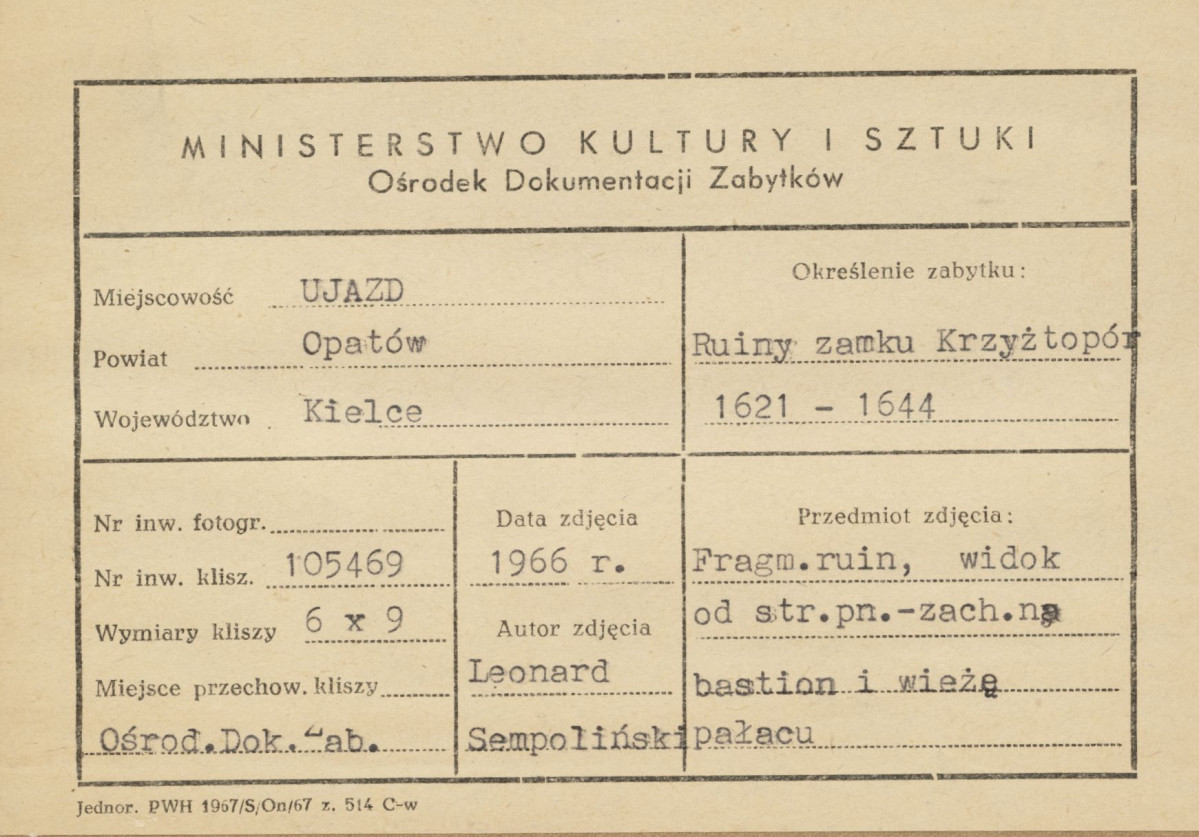 MINISTERSTWO KULTURY I SZTUKI
Ośrodek Dokumentacji Zabytków
Miejscowość UJAZD
Powiat Opatów
Województwo Kielce
Określenie zabytku:
Ruiny zamku Krzyżtopór
1621 - 1644
Nr inw. fotogr.
Nr inw. klisz. 105469
Wymiary kliszy 6 x 9
Miejsce przechow. kliszy
Ośrod.Dok.Zab.
Data zdjęcia
1966 r.
Autor zdjęcia
Leonard
Sempoliński
Przedmiot zdjęcia:
Fragm.ruin, widok
od str.pn.-zach.na
bastion i wieżę
pałacu
Jednor. PWH 1967/S/On/67 z. 514 C-w